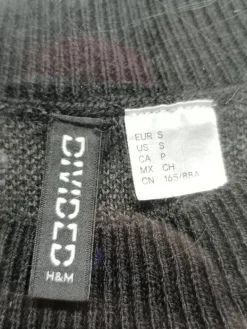 DIVIDED
H&M
EUR S
US S
CA P
MX CH
CN 165/88A